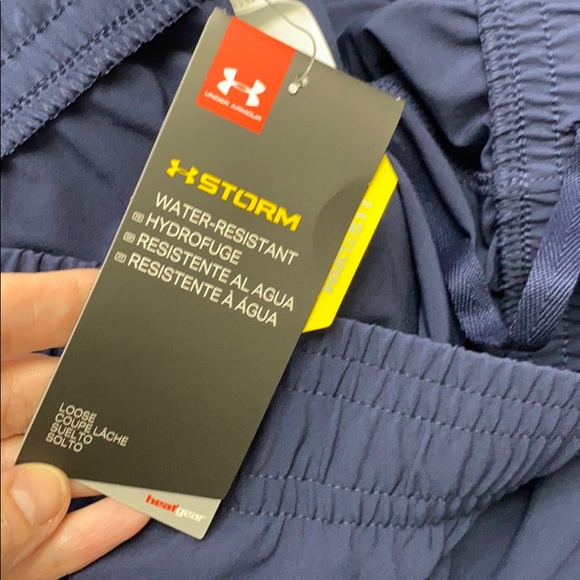 UNDER ARMOUR
STORM
WATER-RESISTANT
HYDROFUGE
RESISTENTE AL AGUA
RESISTENTE À ÁGUA
LOOSE
COUPE LÂCHE
SUELTO
SOLTO
heatgear